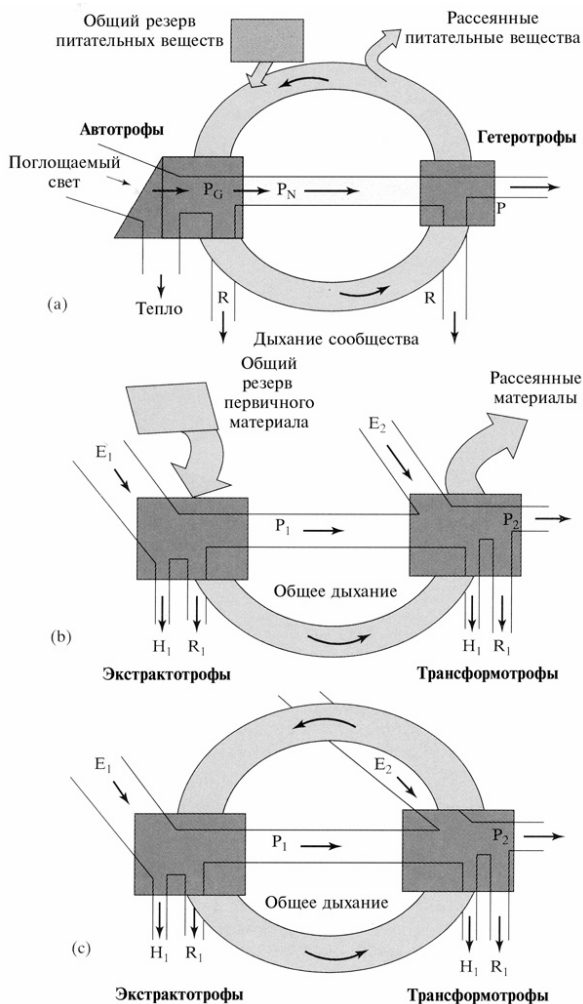 Общий резерв
питательных веществ
Рассеянные
питательные вещества
Автотрофы
Гетеротрофы
Поглощаемый
свет
P_G
P_N
P
R
R
(a)
Тепло
Дыхание сообщества
Общий
резерв
первичного
материала
Рассеянные
материалы
E_1
E_2
P_1
P_2
Общее дыхание
(b)
H_1
R_1
H_1
R_1
Экстрактотрофы
Трансформотрофы
E_1
E_2
P_1
P_2
Общее дыхание
(c)
H_1
R_1
H_1
R_1
Экстрактотрофы
Трансформотрофы